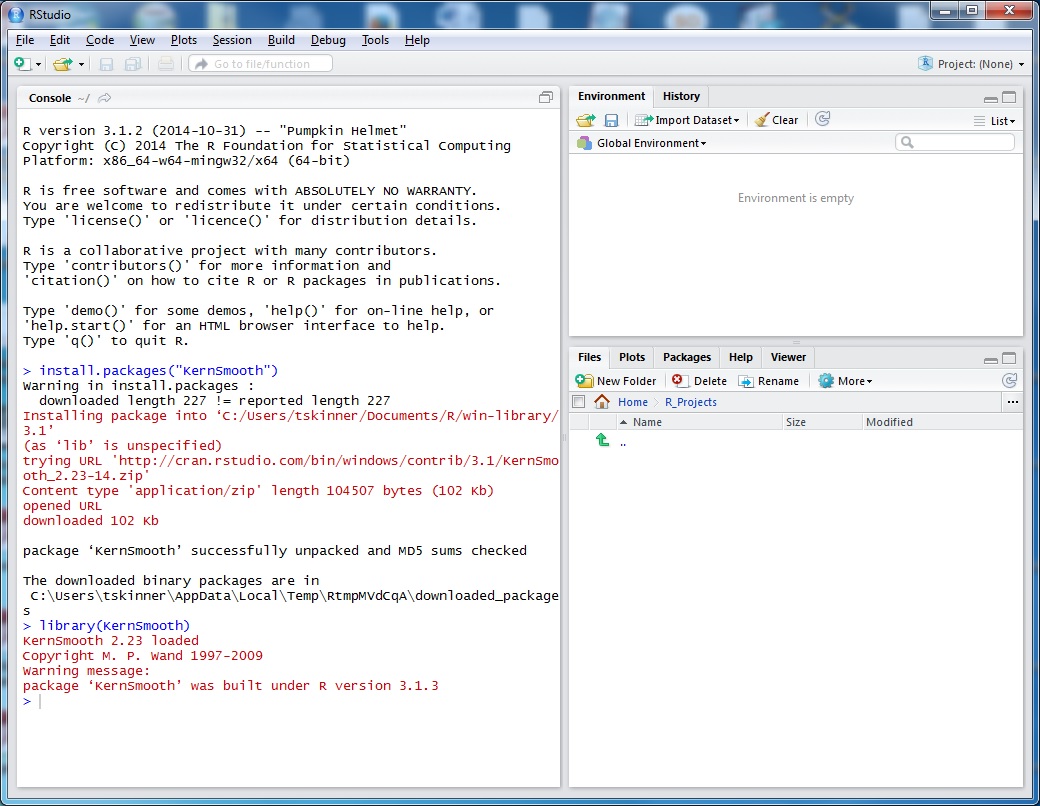 RStudio
File Edit Code View Plots Session Build Debug Tools Help
Go to file/function Project: (None)
Console ~/
R version 3.1.2 (2014-10-31) -- "Pumpkin Helmet"
Copyright (C) 2014 The R Foundation for Statistical Computing
Platform: x86_64-w64-mingw32/x64 (64-bit)
R is free software and comes with ABSOLUTELY NO WARRANTY.
You are welcome to redistribute it under certain conditions.
Type 'license()' or 'licence()' for distribution details.
R is a collaborative project with many contributors.
Type 'contributors()' for more information and
'citation()' on how to cite R or R packages in publications.
Type 'demo()' for some demos, 'help()' for on-line help, or
'help.start()' for an HTML browser interface to help.
Type 'q()' to quit R.
> install.packages("KernSmooth")
Warning in install.packages :
downloaded length 227 != reported length 227
Installing package into ‘C:/Users/tskinner/Documents/R/win-library/
3.1’
(as ‘lib’ is unspecified)
trying URL 'http://cran.rstudio.com/bin/windows/contrib/3.1/KernSmo
oth_2.23-14.zip'
Content type 'application/zip' length 104507 bytes (102 Kb)
opened URL
downloaded 102 Kb
package ‘KernSmooth’ successfully unpacked and MD5 sums checked
The downloaded binary packages are in
C:\Users\tskinner\AppData\Local\Temp\RtmpMVdCqA\downloaded_package
s
> library(KernSmooth)
KernSmooth 2.23 loaded
Copyright M. P. Wand 1997-2009
Warning message:
package ‘KernSmooth’ was built under R version 3.1.3
>
Environment History
Import Dataset Clear List
Global Environment
Environment is empty
Files Plots Packages Help Viewer
New Folder Delete Rename More
Home R_Projects ...
Name Size Modified
..